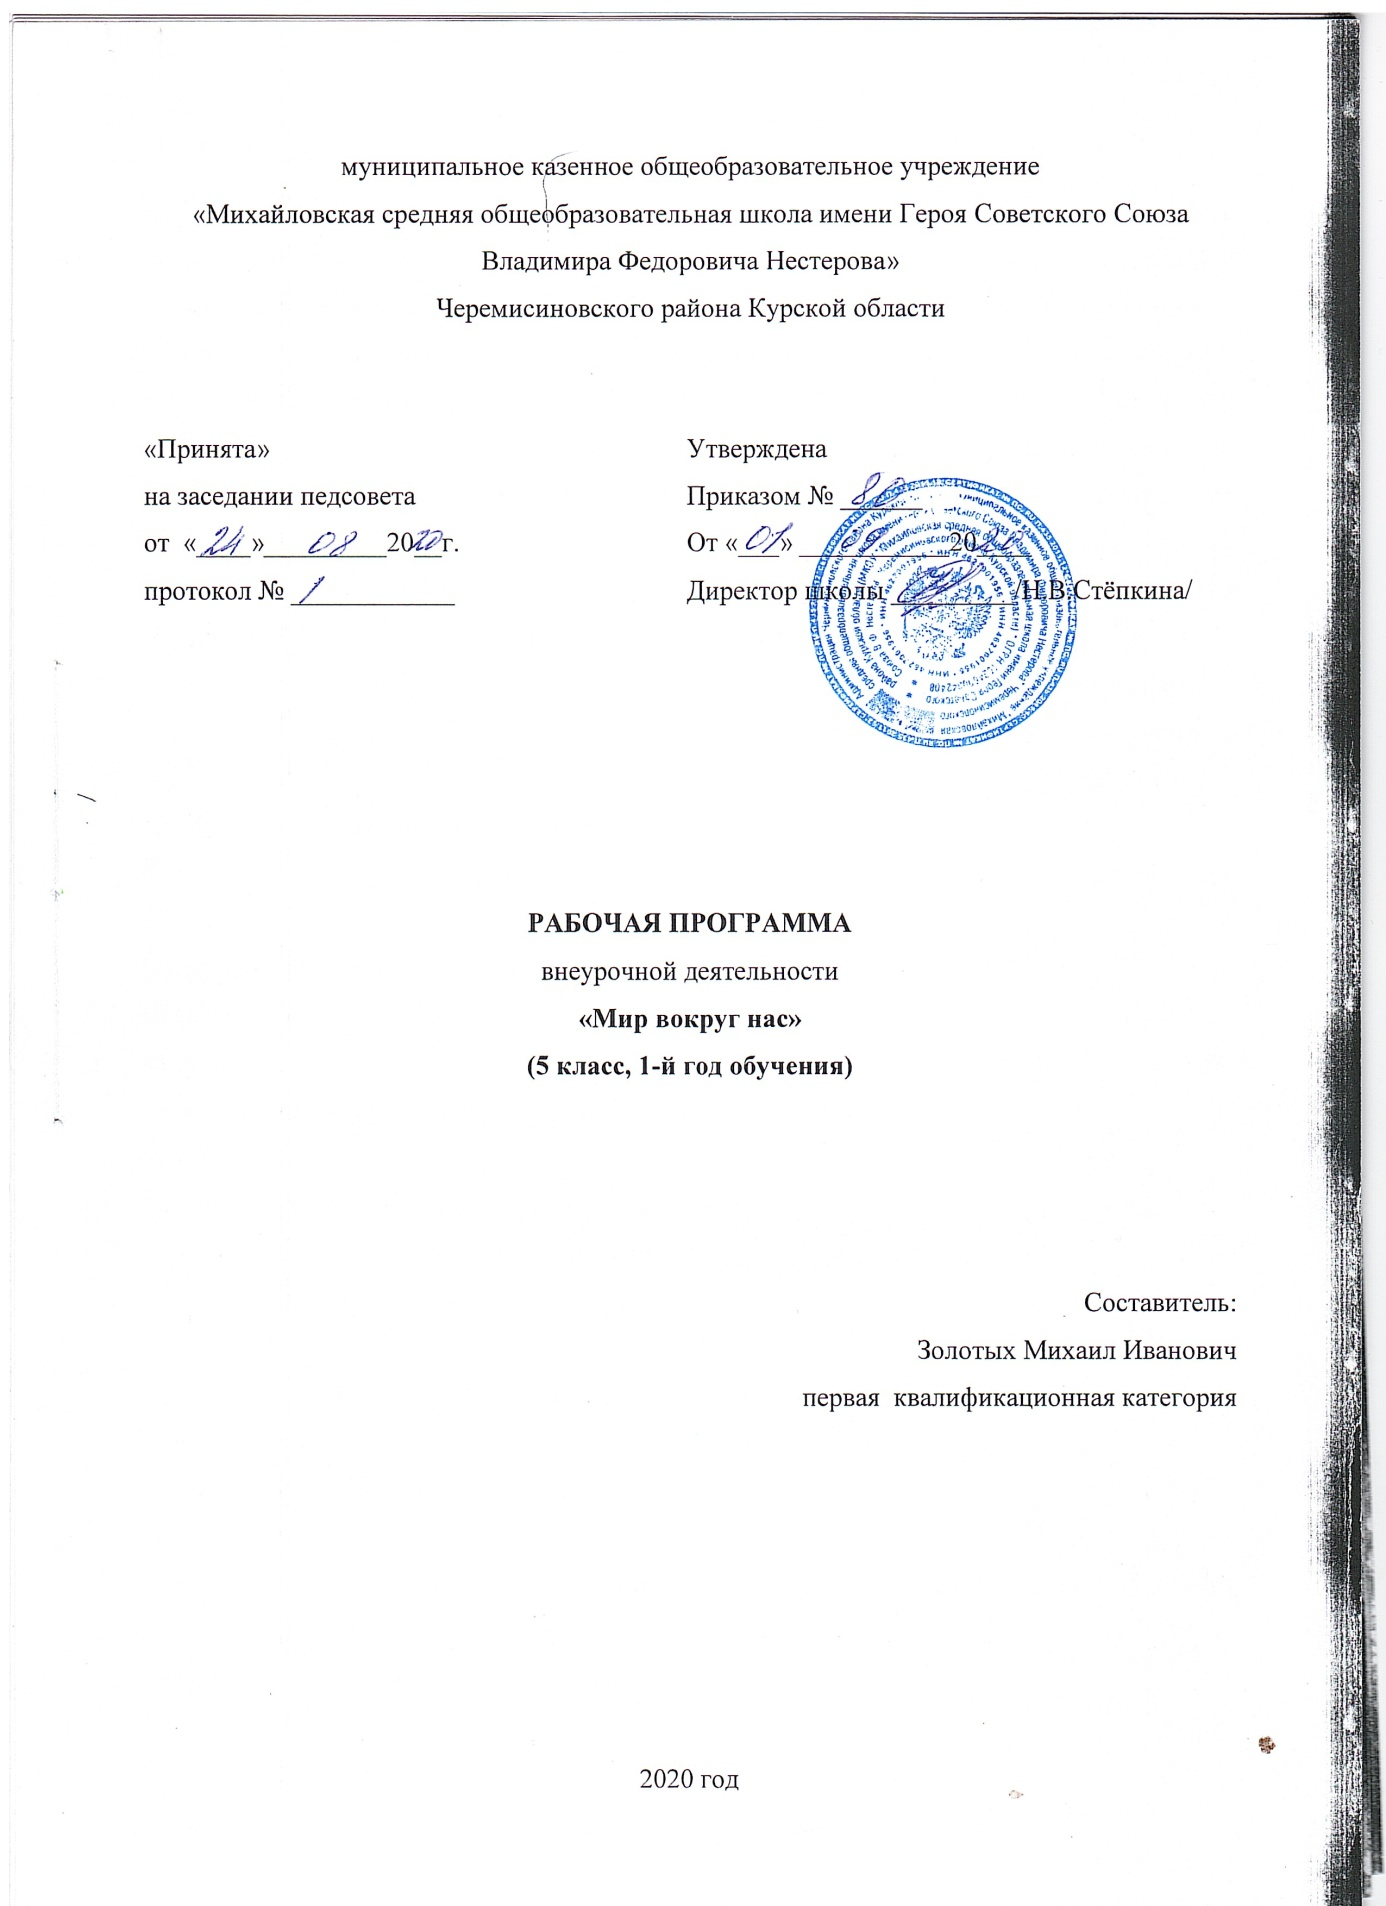 муниципальное казенное общеобразовательное учреждение
«Михайловская средняя общеобразовательная школа имени Героя Советского Союза
Владимира Федоровича Нестерова»
Черемисиновского района Курской области
«Принята»
на заседании педсовета
от «24» 08 2020г.
протокол № 1
Утверждена
Приказом №
От «01» 20
Директор школы /Н.В.Стёпкина/
РАБОЧАЯ ПРОГРАММА
внеурочной деятельности
«Мир вокруг нас»
(5 класс, 1-й год обучения)
Составитель:
Золотых Михаил Иванович
первая квалификационная категория
2020 год